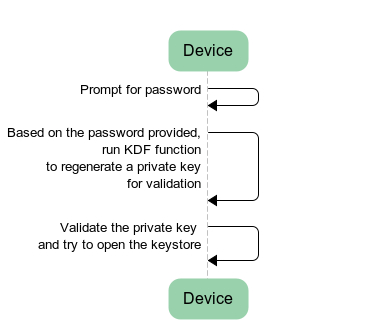 Device
Prompt for password
Based on the password provided,
run KDF function
to regenerate a private key
for validation
Validate the private key
and try to open the keystore
Device